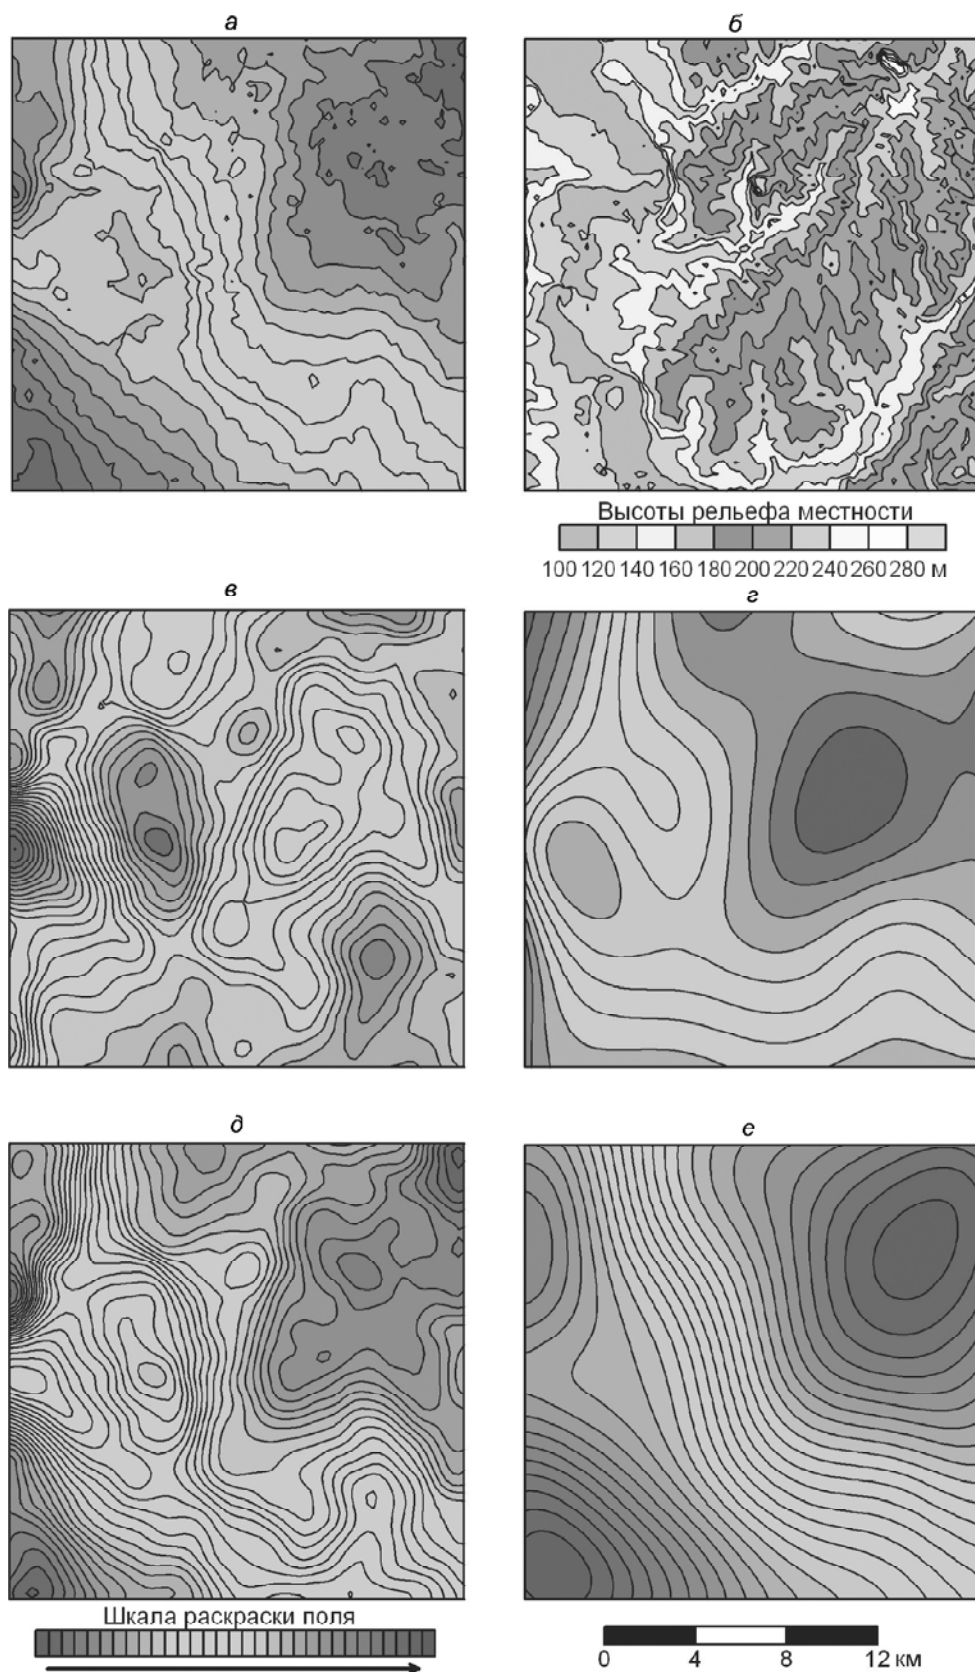 а
б
Высоты рельефа местности
100 120 140 160 180 200 220 240 260 280 м
в
г
д
е
Шкала раскраски поля
0 4 8 12 км